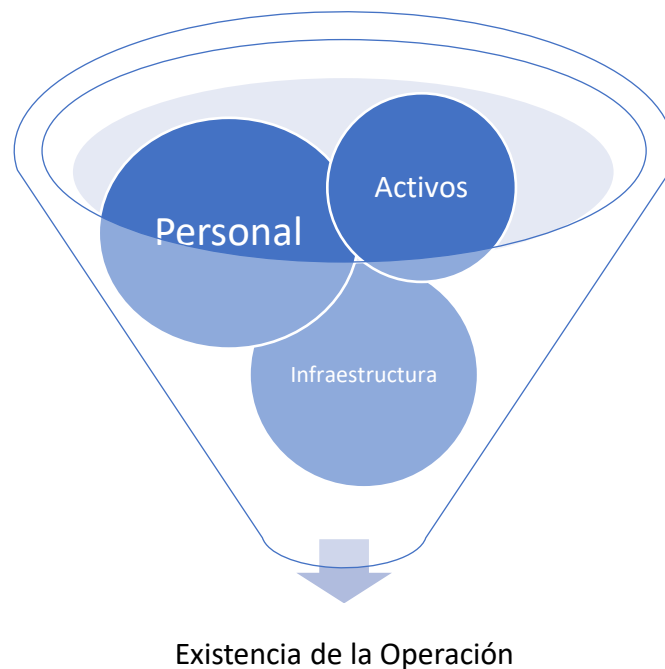 Activos
Personal
Infraestructura
Existencia de la Operación